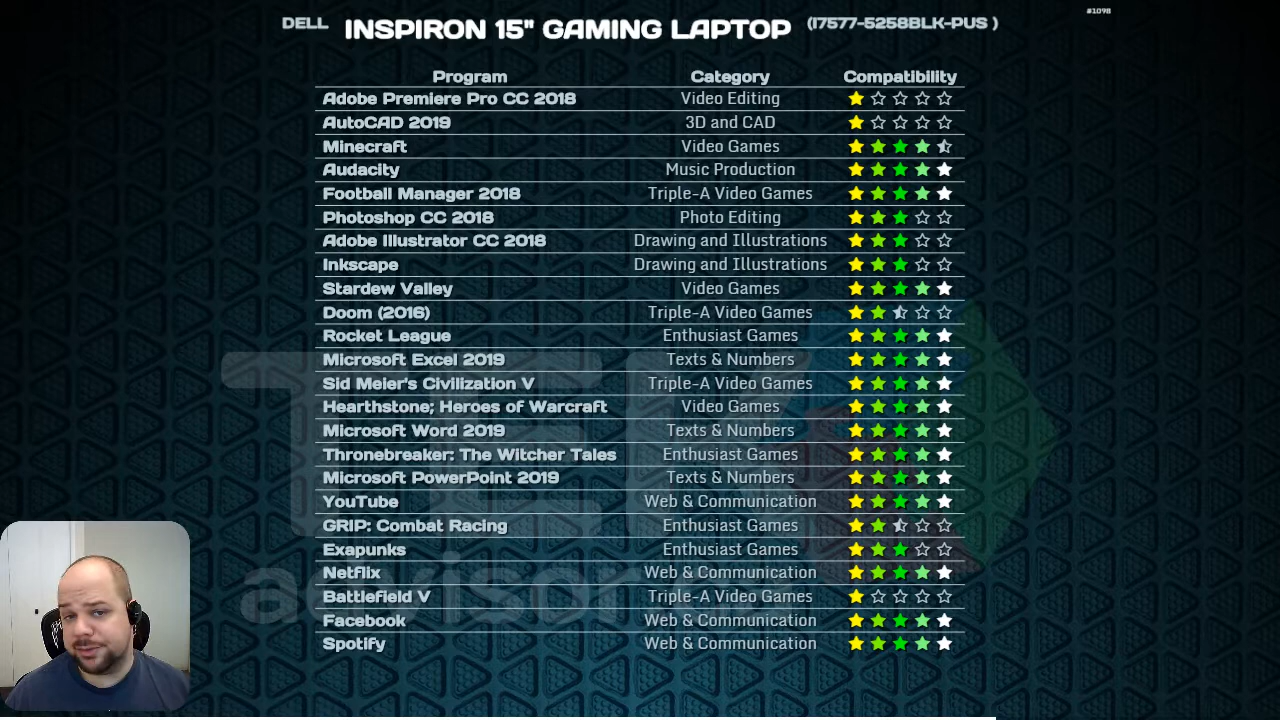 #1098
DELL INSPIRON 15" GAMING LAPTOP (I7577-5258BLK-PUS )
Program Category Compatibility
Adobe Premiere Pro CC 2018 Video Editing
AutoCAD 2019 3D and CAD
Minecraft Video Games
Audacity Music Production
Football Manager 2018 Triple-A Video Games
Photoshop CC 2018 Photo Editing
Adobe Illustrator CC 2018 Drawing and Illustrations
Inkscape Drawing and Illustrations
Stardew Valley Video Games
Doom (2016) Triple-A Video Games
Rocket League Enthusiast Games
Microsoft Excel 2019 Texts & Numbers
Sid Meier's Civilization V Triple-A Video Games
Hearthstone; Heroes of Warcraft Video Games
Microsoft Word 2019 Texts & Numbers
Thronebreaker: The Witcher Tales Enthusiast Games
Microsoft PowerPoint 2019 Texts & Numbers
YouTube Web & Communication
GRIP: Combat Racing Enthusiast Games
Exapunks Enthusiast Games
Netflix Web & Communication
Battlefield V Triple-A Video Games
Facebook Web & Communication
Spotify Web & Communication